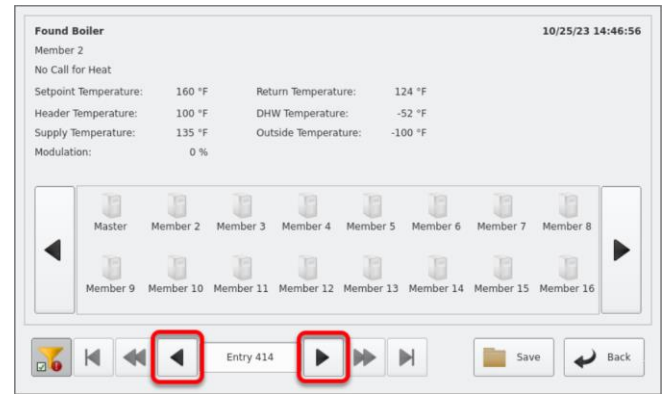 Found Boiler 10/25/23 14:46:56
Member 2
No Call for Heat
Setpoint Temperature: 160 °F Return Temperature: 124 °F
Header Temperature: 100 °F DHW Temperature: -52 °F
Supply Temperature: 135 °F Outside Temperature: -100 °F
Modulation: 0 %
Master Member 2 Member 3 Member 4 Member 5 Member 6 Member 7 Member 8
Member 9 Member 10 Member 11 Member 12 Member 13 Member 14 Member 15 Member 16
Entry 414 Save Back